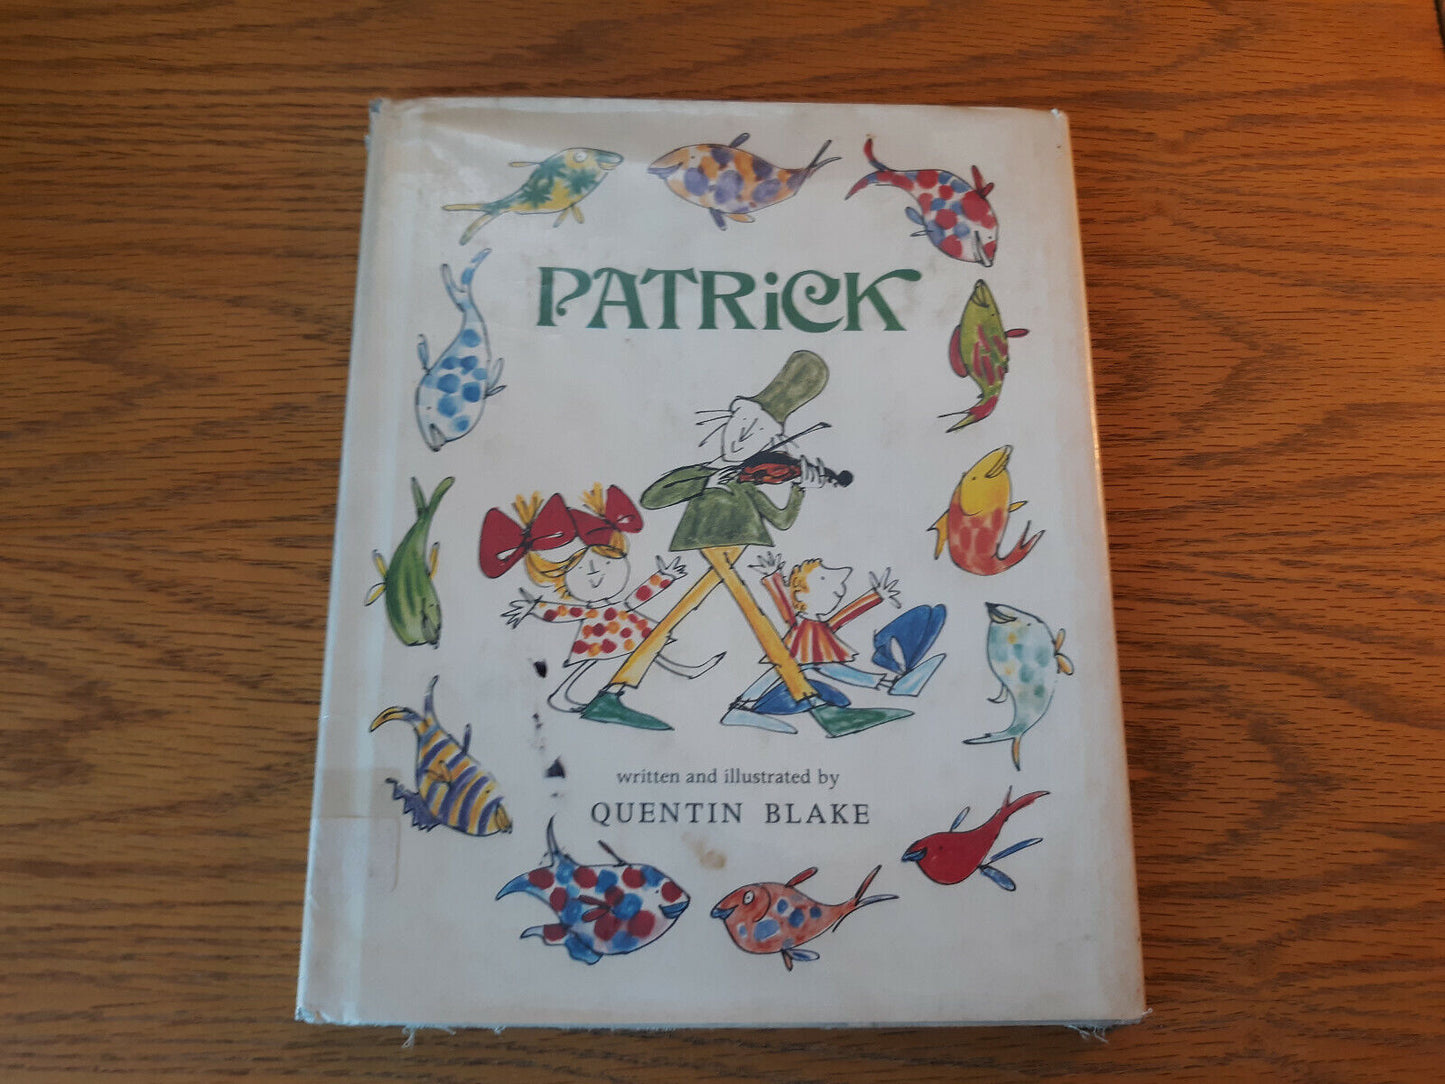 PATRiCK
written and illustrated by
QUENTIN BLAKE